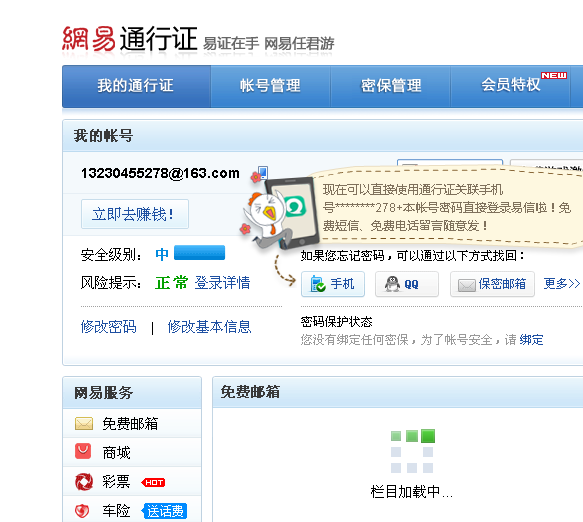 網易通行证 易证在手 网易任君游
我的通行证 帐号管理 密保管理 会员特权 NEW
我的帐号
13230455278@163.com
现在可以直接使用通行证关联手机
号********278+本帐号密码直接登录易信啦！免
费短信、免费电话留言随意发！
立即去赚钱!
安全级别： 中
如果您忘记密码，可以通过以下方式找回：
风险提示： 正常 登录详情
手机 QQ 保密邮箱 更多>>
修改密码 | 修改基本信息
密码保护状态
您没有绑定任何密保，为了帐号安全，请 绑定
网易服务
免费邮箱
免费邮箱
商城
彩票 HOT
车险 送话费
栏目加载中...